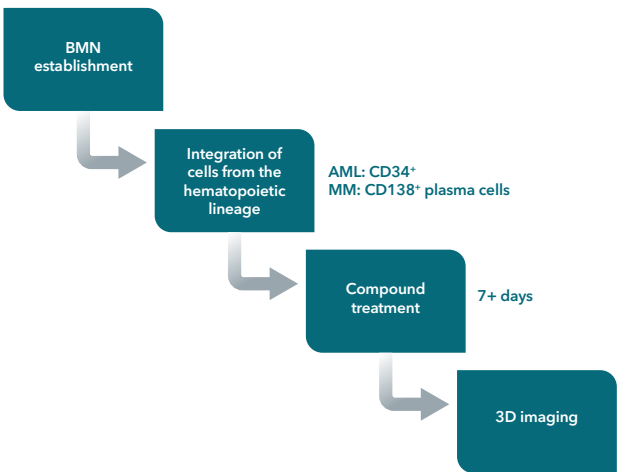 BMN
establishment
Integration of
cells from the
hematopoietic
lineage
AML: CD34⁺
MM: CD138⁺ plasma cells
Compound
treatment
7+ days
3D imaging